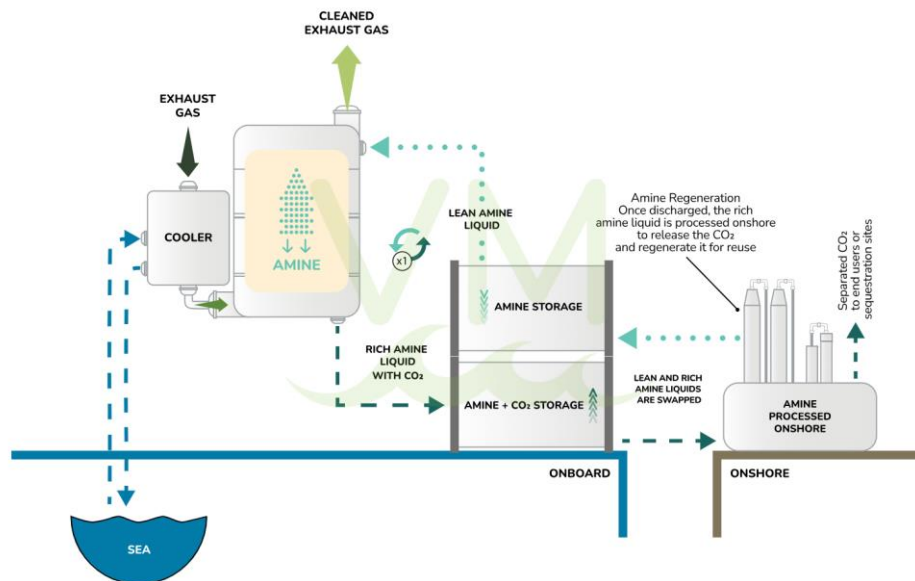 CLEANED
EXHAUST GAS
EXHAUST
GAS
COOLER
AMINE
LEAN AMINE
LIQUID
x1
RICH AMINE
LIQUID
WITH CO₂
AMINE STORAGE
AMINE + CO₂ STORAGE
Amine Regeneration
Once discharged, the rich
amine liquid is processed onshore
to release the CO₂
and regenerate it for reuse
Separated CO₂
to end users or
sequestration sites
LEAN AND RICH
AMINE LIQUIDS
ARE SWAPPED
AMINE
PROCESSED
ONSHORE
ONBOARD
ONSHORE
SEA
VM